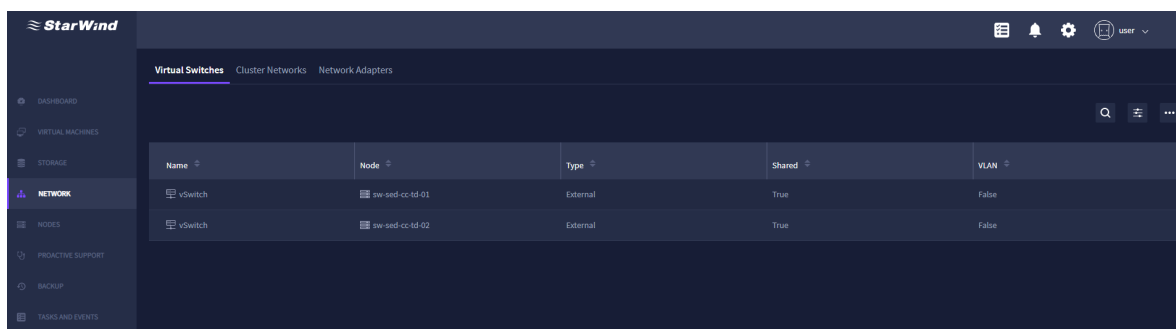 StarWind
user
Virtual Switches Cluster Networks Network Adapters
DASHBOARD
VIRTUAL MACHINES
STORAGE
NETWORK
NODES
PROACTIVE SUPPORT
BACKUP
TASKS AND EVENTS
Name Node Type Shared VLAN
vSwitch sw-sed-cc-td-01 External True False
vSwitch sw-sed-cc-td-02 External True False